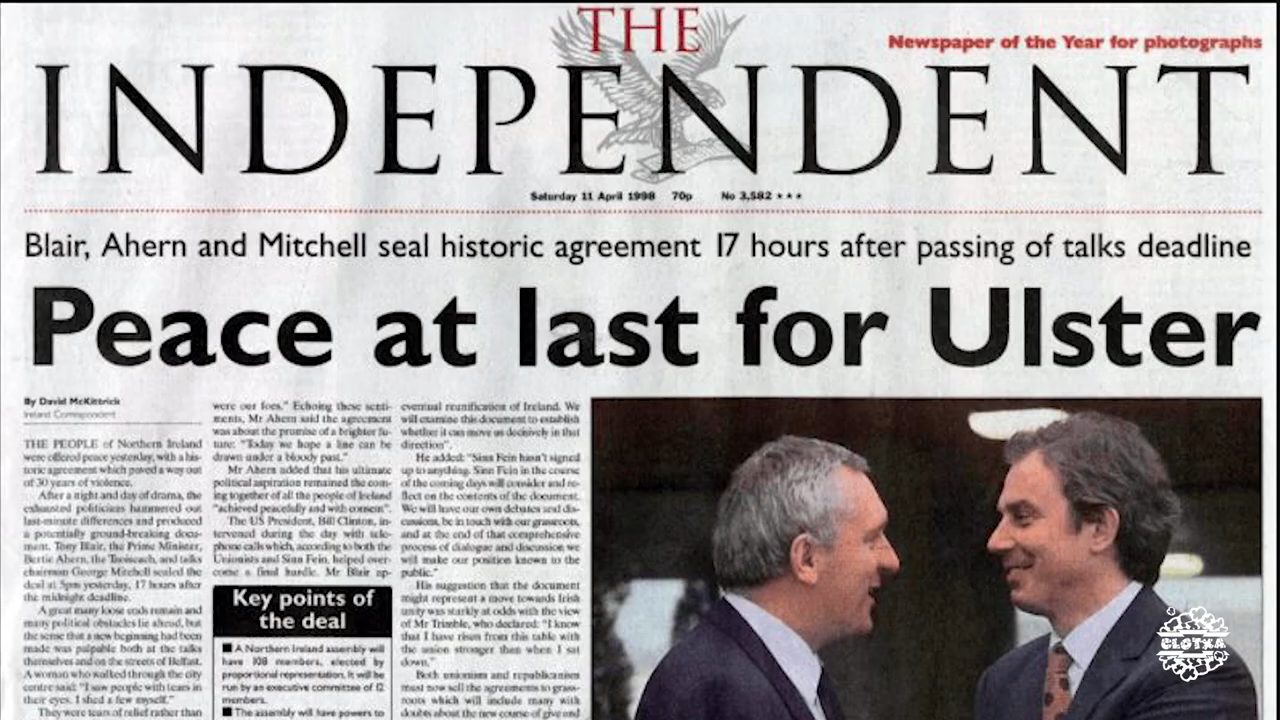 THE
Newspaper of the Year for photographs
INDEPENDENT
Saturday 11 April 1998 70p No 3,582 ★★★
Blair, Ahern and Mitchell seal historic agreement 17 hours after passing of talks deadline
Peace at last for Ulster
By David McKittrick
Ireland Correspondent
THE PEOPLE of Northern Ireland
were offered peace yesterday, with a his-
toric agreement which paved a way out
of 30 years of violence.
After a night and day of drama, the
exhausted politicians hammered out
last-minute differences and produced
a potentially ground-breaking docu-
ment. Tony Blair, the Prime Minister,
Bertie Ahern, the Taoiseach, and talks
chairman George Mitchell sealed the
deal at 5pm yesterday, 17 hours after
the midnight deadline.
A great many loose ends remain and
many political obstacles lie ahead, but
the sense that a new beginning had been
made was palpable both at the talks
themselves and on the streets of Belfast.
A woman who walked through the city
centre said: "I saw people with tears in
their eyes. I shed a few myself."
They were tears of relief rather than
were our foes." Echoing these senti-
ments, Mr Ahern said the agreement
was about the promise of a brighter fu-
ture: "Today we hope a line can be
drawn under a bloody past."
Mr Ahern added that his ultimate
political aspiration remained the com-
ing together of all the people of Ireland
"achieved peacefully and with consent".
The US President, Bill Clinton, in-
tervened during the day with tele-
phone calls which, according to both the
Unionists and Sinn Fein, helped over-
come a final hurdle. Mr Blair ap-
Key points of
the deal
■ A Northern Ireland assembly will
have 108 members, elected by
proportional representation. It will be
run by an executive committee of 12
members.
■ The assembly will have powers to
eventual reunification of Ireland. We
will examine this document to establish
whether it can move us decisively in that
direction".
He added: "Sinn Fein hasn't signed
up to anything. Sinn Fein in the course
of the coming days will consider and re-
flect on the contents of the document.
We will have our own debates and dis-
cussions, be in touch with our grassroots,
and at the end of that comprehensive
process of dialogue and discussion we
will make our position known to the
public."
His suggestion that the document
might represent a move towards Irish
unity was starkly at odds with the view
of Mr Trimble, who declared: "I know
that I have risen from this table with
the union stronger than when I sat
down."
Both unionism and republicanism
must now sell the agreements to grass-
roots which will include many with
doubts about the new course of give and
CLOTXA